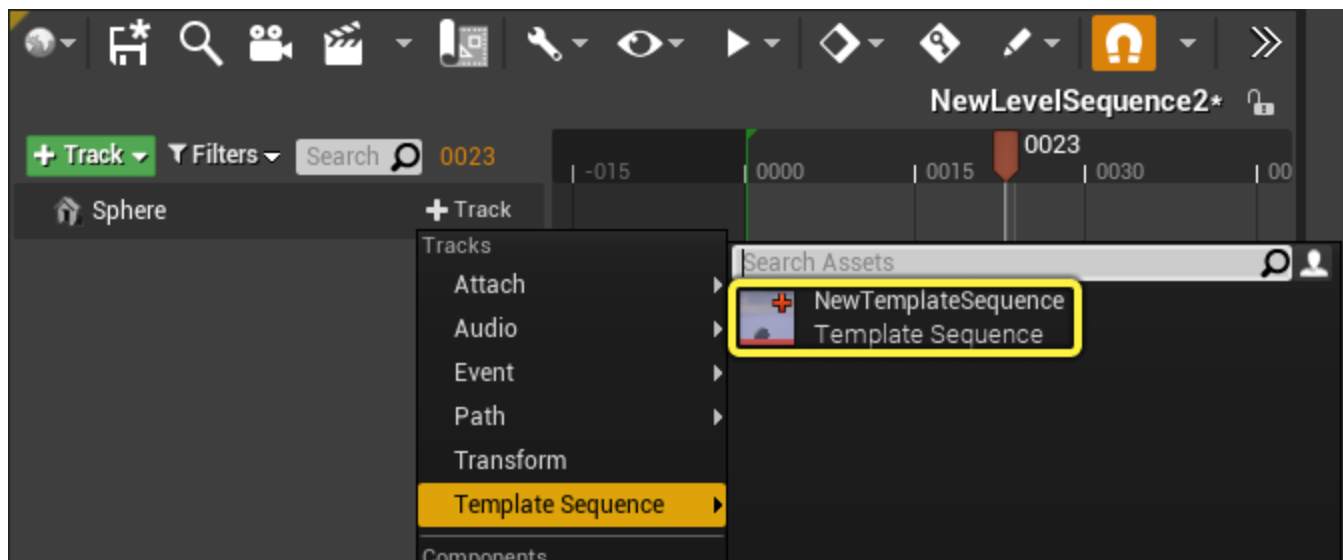 NewLevelSequence2*
+ Track
Filters
Search
0023
-015
0000
0015
0023
0030
00
Sphere
+ Track
Tracks
Attach
Audio
Event
Path
Transform
Template Sequence
Components
Search Assets
NewTemplateSequence
Template Sequence